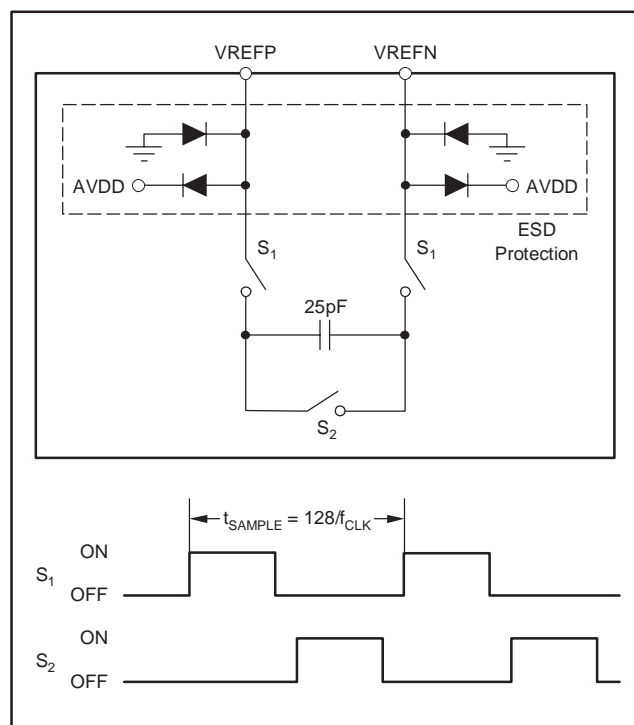 VREFP VREFN
AVDD AVDD
ESD
Protection
S1 S1
25pF
S2
tSAMPLE = 128/fCLK
ON
S1
OFF
ON
S2
OFF